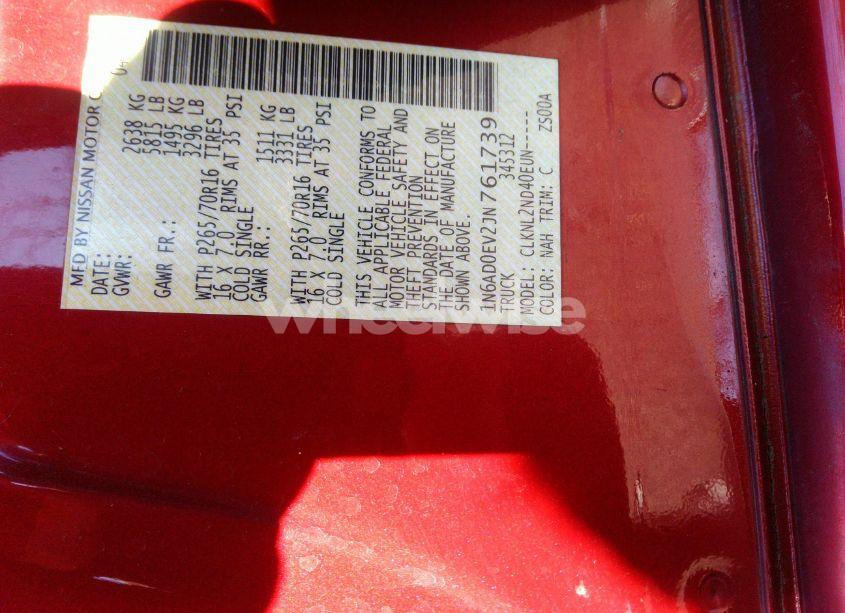 MFD BY NISSAN MOTOR
DATE:
GVWR: 2638 KG
5815 LB
GAWR FR.: 1495 KG
3296 LB
WITH P265/70R16 TIRES
16 X 7.0 RIMS AT 35 PSI
COLD SINGLE
GAWR RR.: 1511 KG
3331 LB
WITH P265/70R16 TIRES
16 X 7.0 RIMS AT 35 PSI
COLD SINGLE
THIS VEHICLE CONFORMS TO
ALL APPLICABLE FEDERAL
MOTOR VEHICLE SAFETY AND
THEFT PREVENTION
STANDARDS IN EFFECT ON
THE DATE OF MANUFACTURE
SHOWN ABOVE.
1N6AD0EV2JN761739
TRUCK 345312
MODEL: CLKNL2ND40EUN-----
COLOR: NAH TRIM: C ZS00A
wheelwise